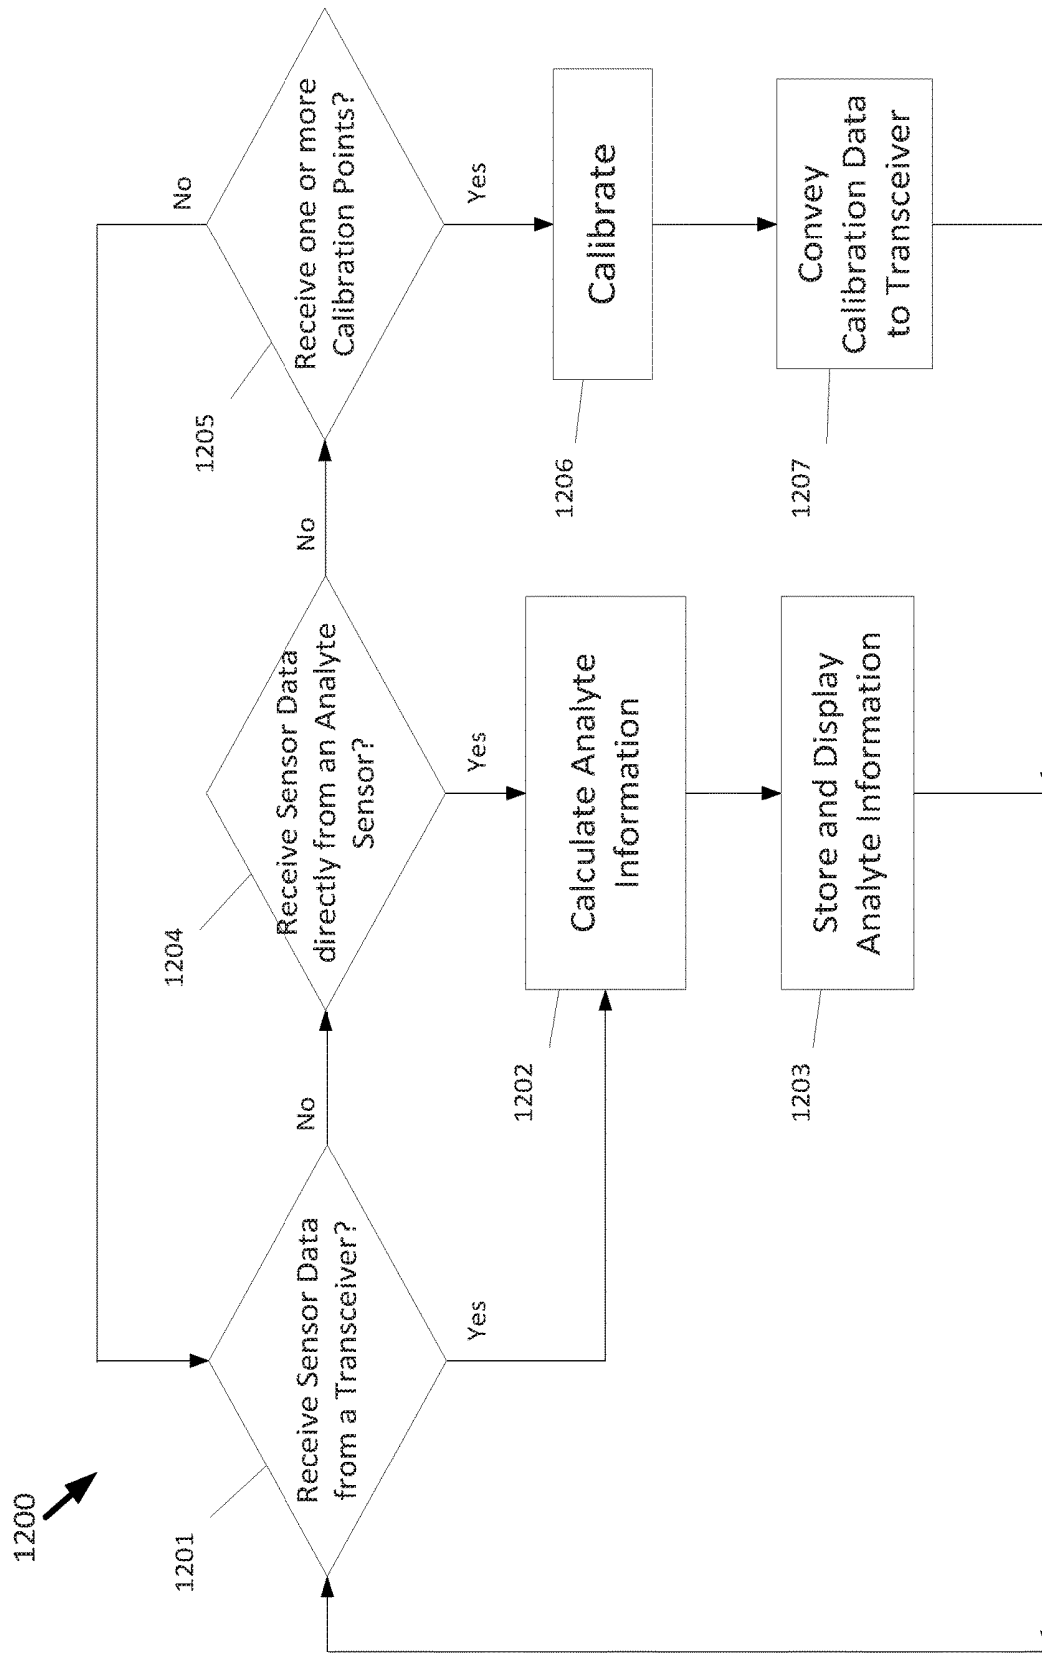 1200
1201
Receive Sensor Data
from a Transceiver?
No
Yes
1204
Receive Sensor Data
directly from an Analyte
Sensor?
No
Yes
1205
Receive one or more
Calibration Points?
No
Yes
1202
Calculate Analyte
Information
1206
Calibrate
1203
Store and Display
Analyte Information
1207
Convey
Calibration Data
to Transceiver